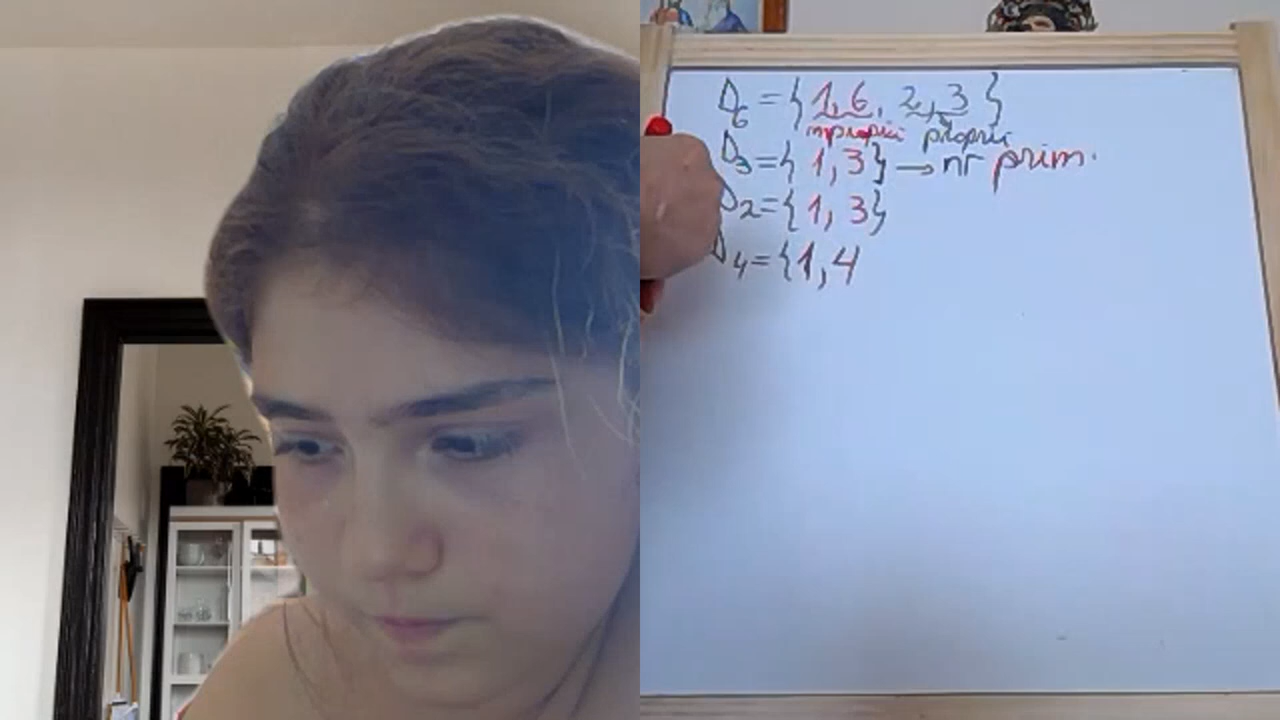 D6 = { 1, 6, 2, 3 }
improprii proprii
D3 = { 1, 3 } → nr prim.
D2 = { 1, 3 }
D4 = { 1, 4